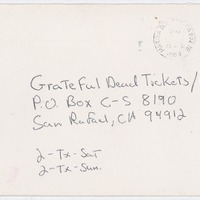 Grateful Dead Tickets/
P.O. Box C-S 8190
San Rafael, CA 94912
2-Tx-Sat
2-Tx-Sun.